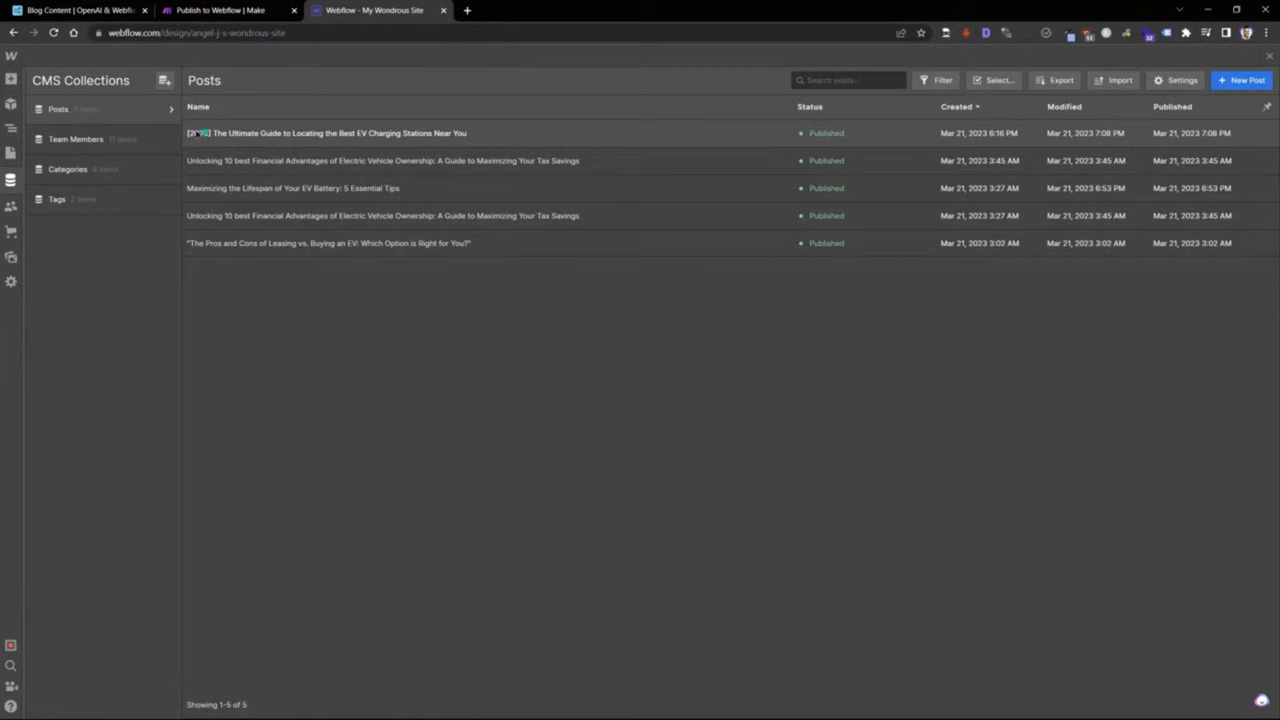 Blog Content | OpenAI & Webflo
Publish to Webflow | Make
Webflow - My Wondrous Site
webflow.com/design/angel-j-s-wondrous-site
CMS Collections
Posts
Search posts...
Filter
Select...
Export
Import
Settings
+ New Post
Posts 5 items
Team Members 11 items
Categories 9 items
Tags 2 items
Name Status Created Modified Published
The Ultimate Guide to Locating the Best EV Charging Stations Near You Published Mar 21, 2023 6:16 PM Mar 21, 2023 7:08 PM Mar 21, 2023 7:08 PM
Unlocking 10 best Financial Advantages of Electric Vehicle Ownership: A Guide to Maximizing Your Tax Savings Published Mar 21, 2023 3:45 AM Mar 21, 2023 3:45 AM Mar 21, 2023 3:45 AM
Maximizing the Lifespan of Your EV Battery: 5 Essential Tips Published Mar 21, 2023 3:27 AM Mar 21, 2023 6:53 PM Mar 21, 2023 6:53 PM
Unlocking 10 best Financial Advantages of Electric Vehicle Ownership: A Guide to Maximizing Your Tax Savings Published Mar 21, 2023 3:27 AM Mar 21, 2023 3:45 AM Mar 21, 2023 3:45 AM
"The Pros and Cons of Leasing vs. Buying an EV: Which Option is Right for You?" Published Mar 21, 2023 3:02 AM Mar 21, 2023 3:02 AM Mar 21, 2023 3:02 AM
Showing 1-5 of 5